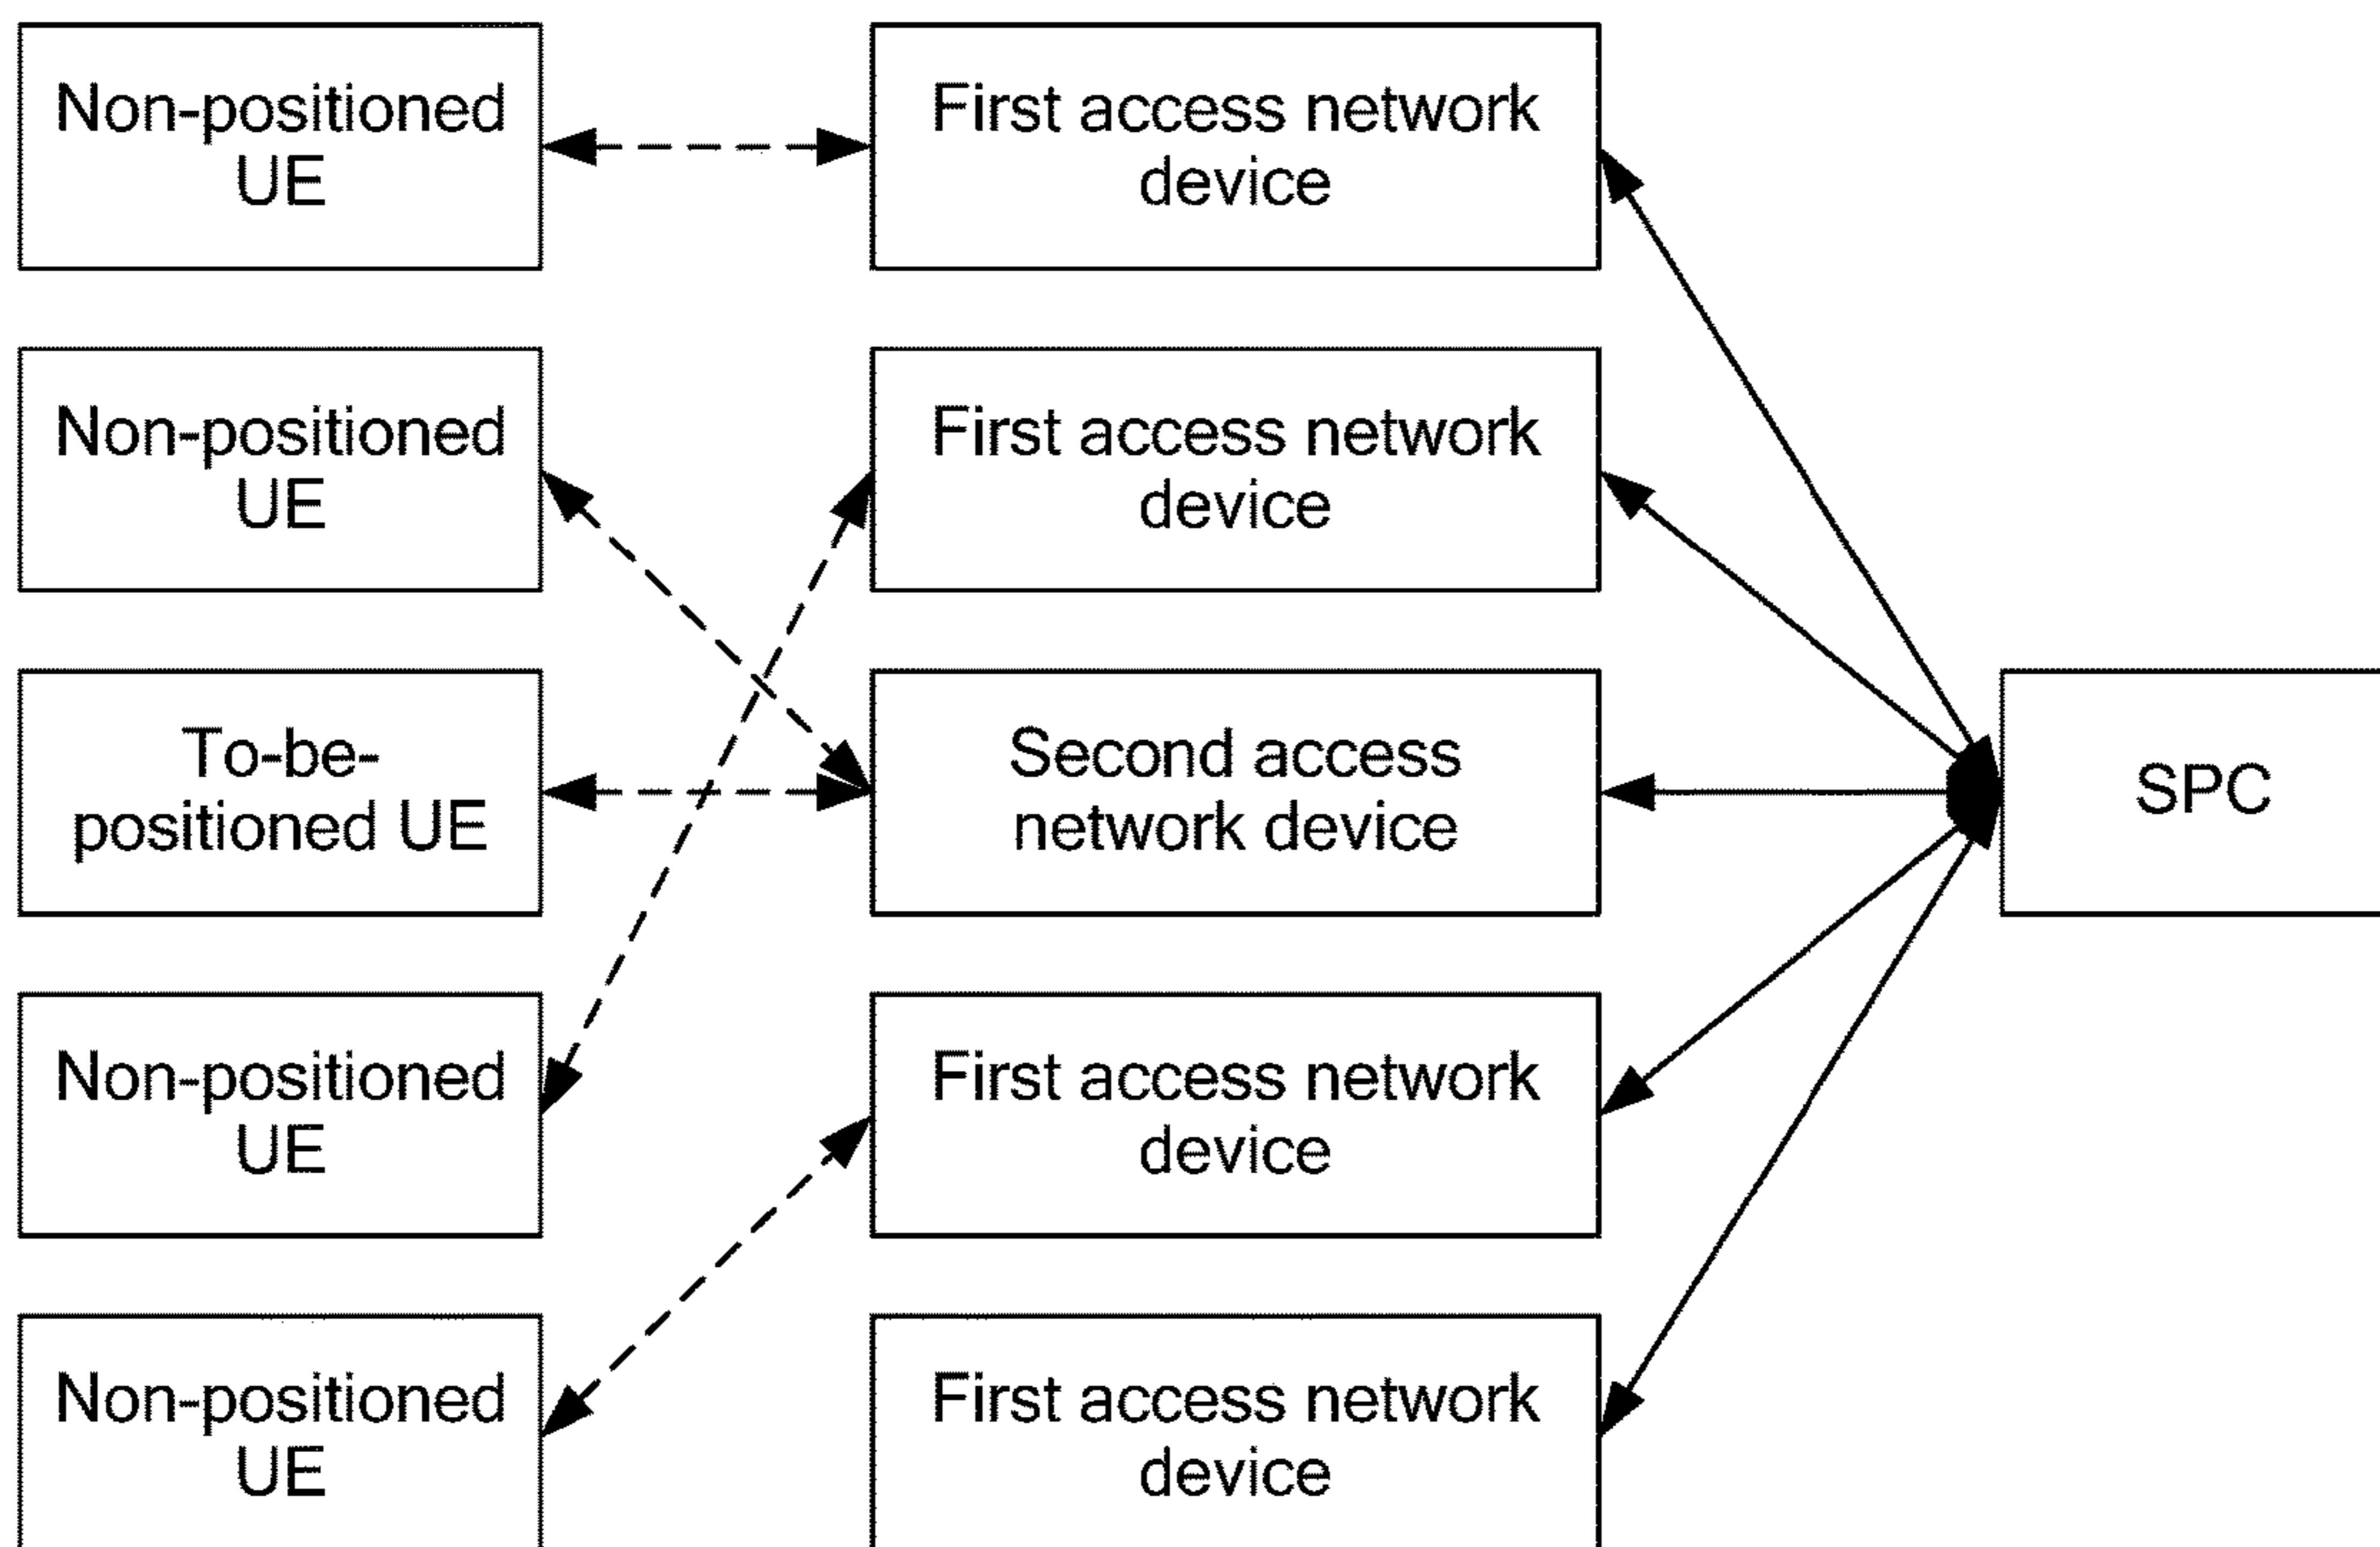 Non-positioned
UE
First access network
device
Non-positioned
UE
First access network
device
To-be-
positioned UE
Second access
network device
SPC
Non-positioned
UE
First access network
device
Non-positioned
UE
First access network
device